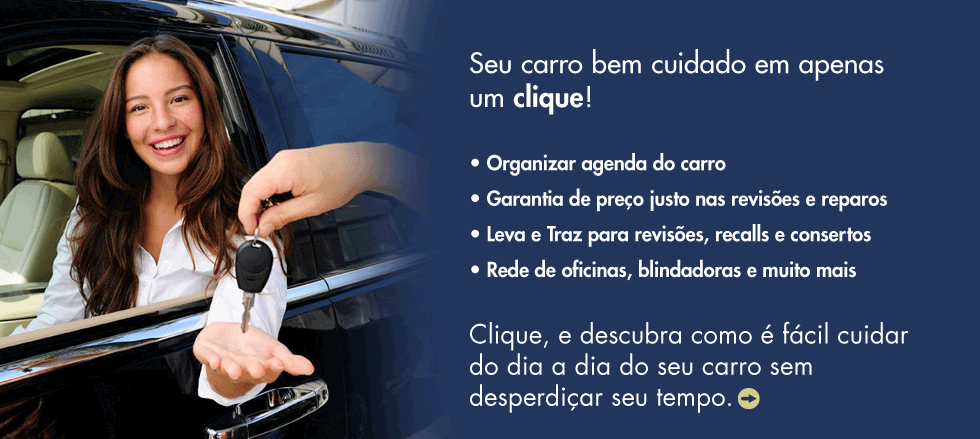 Seu carro bem cuidado em apenas
um clique!
• Organizar agenda do carro
• Garantia de preço justo nas revisões e reparos
• Leva e Traz para revisões, recalls e consertos
• Rede de oficinas, blindadoras e muito mais
Clique, e descubra como é fácil cuidar
do dia a dia do seu carro sem
desperdiçar seu tempo.